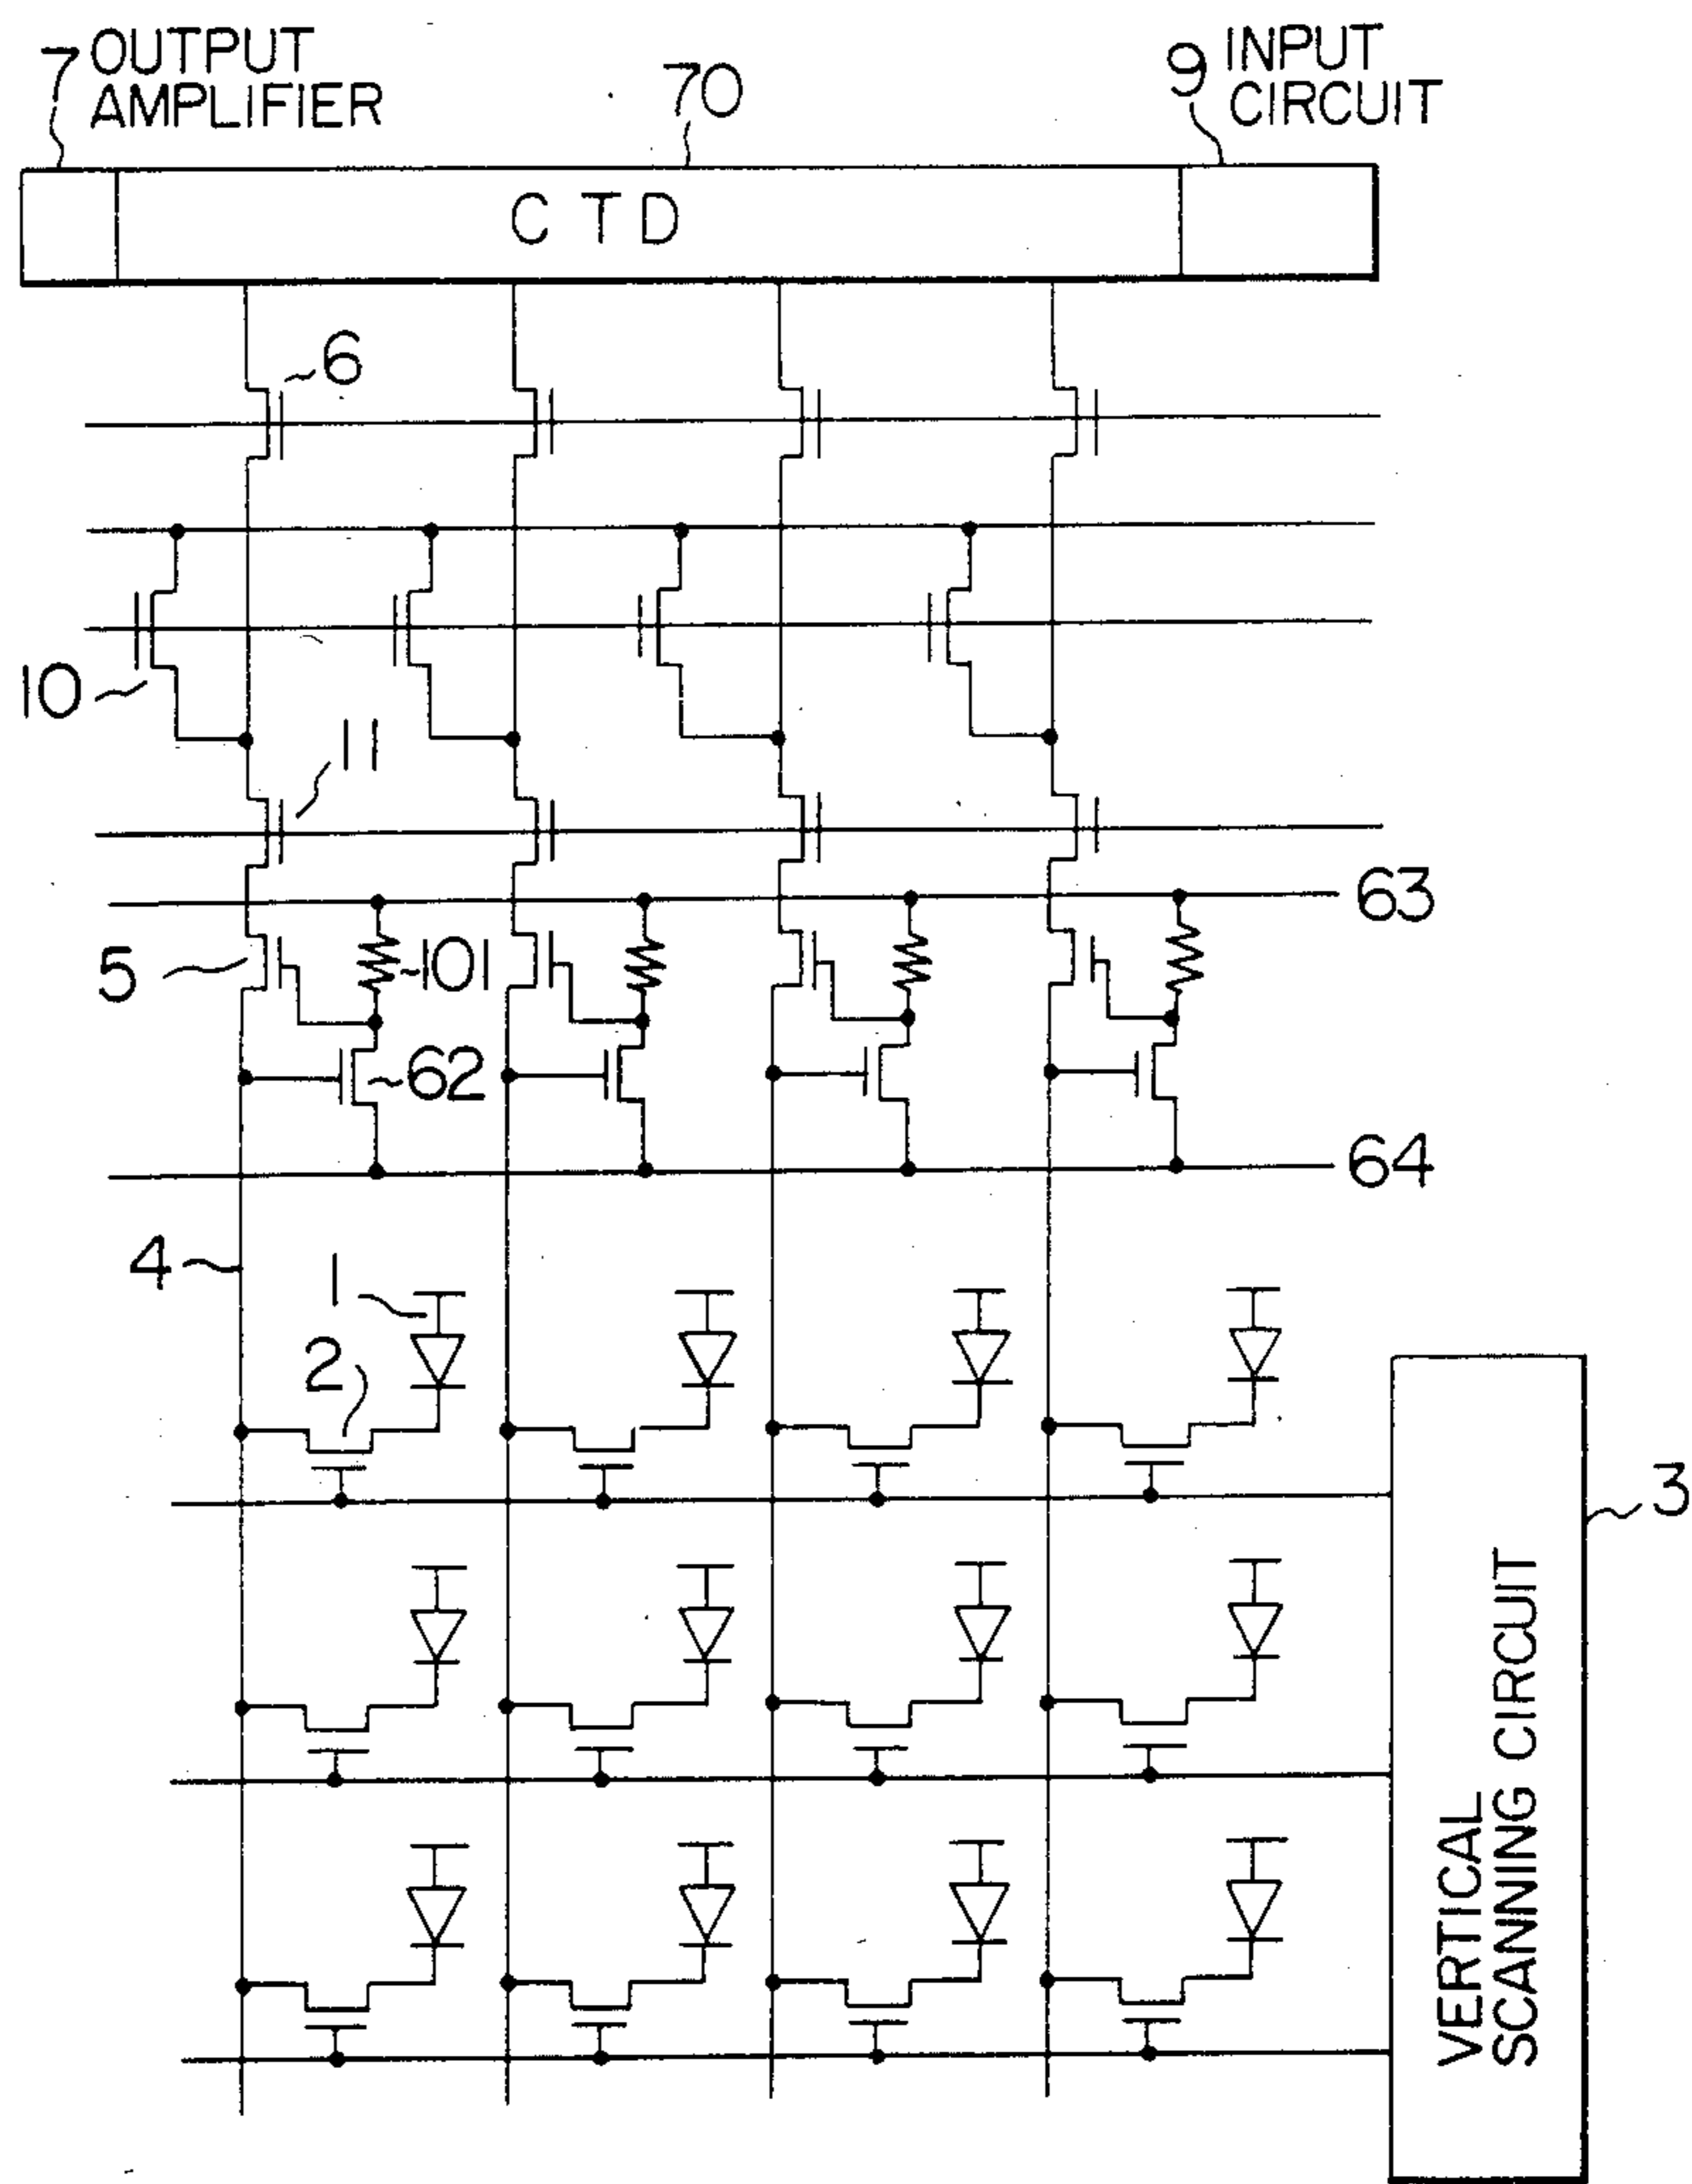 7 OUTPUT
AMPLIFIER
70
9 INPUT
CIRCUIT
CTD
6
10
11
63
5
101
62
64
4
1
2
3
VERTICAL
SCANNING CIRCUIT